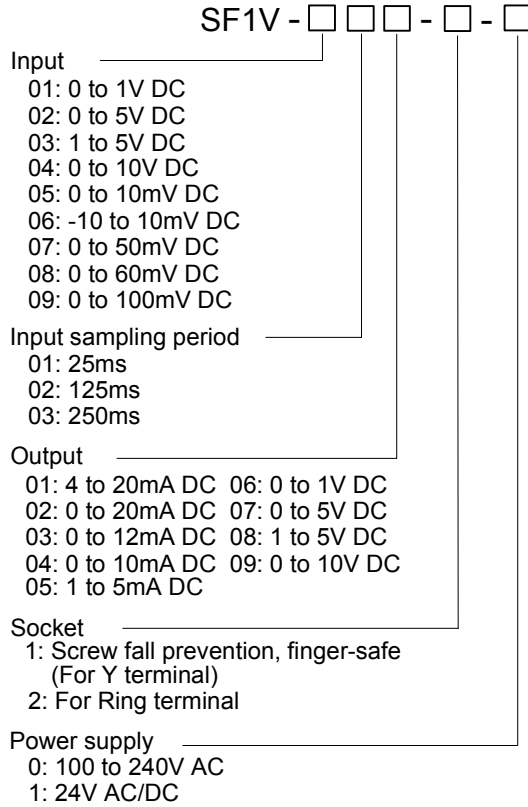 SF1V - □ □ □ - □ - □
Input
01: 0 to 1V DC
02: 0 to 5V DC
03: 1 to 5V DC
04: 0 to 10V DC
05: 0 to 10mV DC
06: -10 to 10mV DC
07: 0 to 50mV DC
08: 0 to 60mV DC
09: 0 to 100mV DC
Input sampling period
01: 25ms
02: 125ms
03: 250ms
Output
01: 4 to 20mA DC 06: 0 to 1V DC
02: 0 to 20mA DC 07: 0 to 5V DC
03: 0 to 12mA DC 08: 1 to 5V DC
04: 0 to 10mA DC 09: 0 to 10V DC
05: 1 to 5mA DC
Socket
1: Screw fall prevention, finger-safe
(For Y terminal)
2: For Ring terminal
Power supply
0: 100 to 240V AC
1: 24V AC/DC